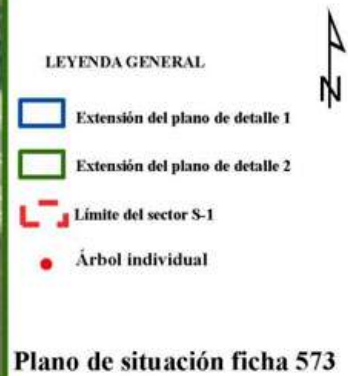 N
LEYENDA GENERAL
Extensión del plano de detalle 1
Extensión del plano de detalle 2
Límite del sector S-1
Árbol individual
Plano de situación ficha 573